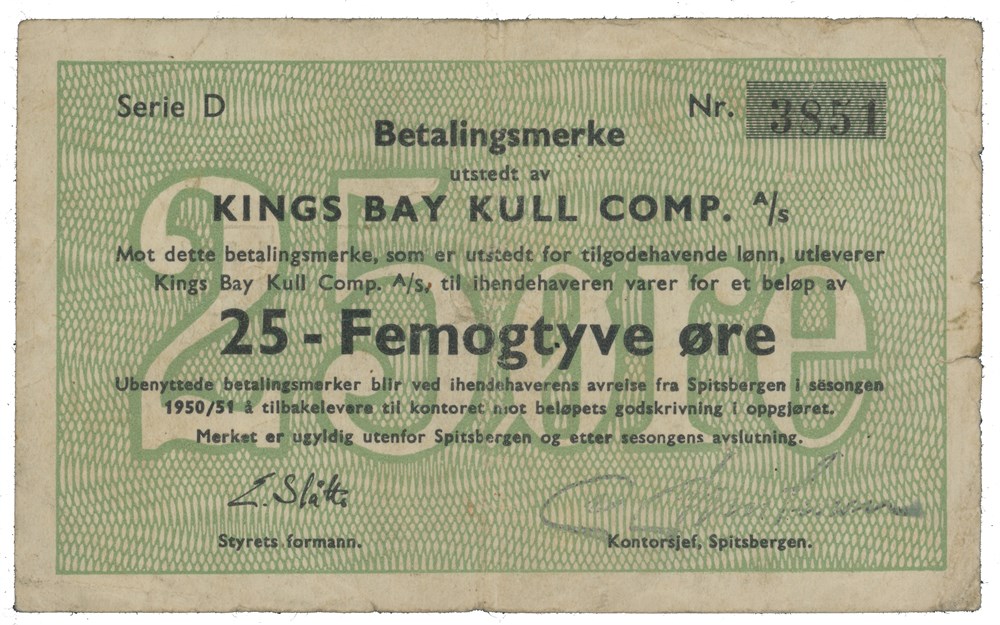 Serie D
Nr. 3851
Betalingsmerke
utstedt av
KINGS BAY KULL COMP. A/s
Mot dette betalingsmerke, som er utstedt for tilgodehavende lønn, utleverer
Kings Bay Kull Comp. A/s, til ihendehaveren varer for et beløp av
25 øre
25 - Femogtyve øre
Ubenyttede betalingsmerker blir ved ihendehaverens avreise fra Spitsbergen i sesongen
1950/51 å tilbakelevere til kontoret mot beløpets godskrivning i oppgjøret.
Merket er ugyldig utenfor Spitsbergen og etter sesongens avslutning.
E. Slåtto
Styrets formann.
Kontorsjef, Spitsbergen.